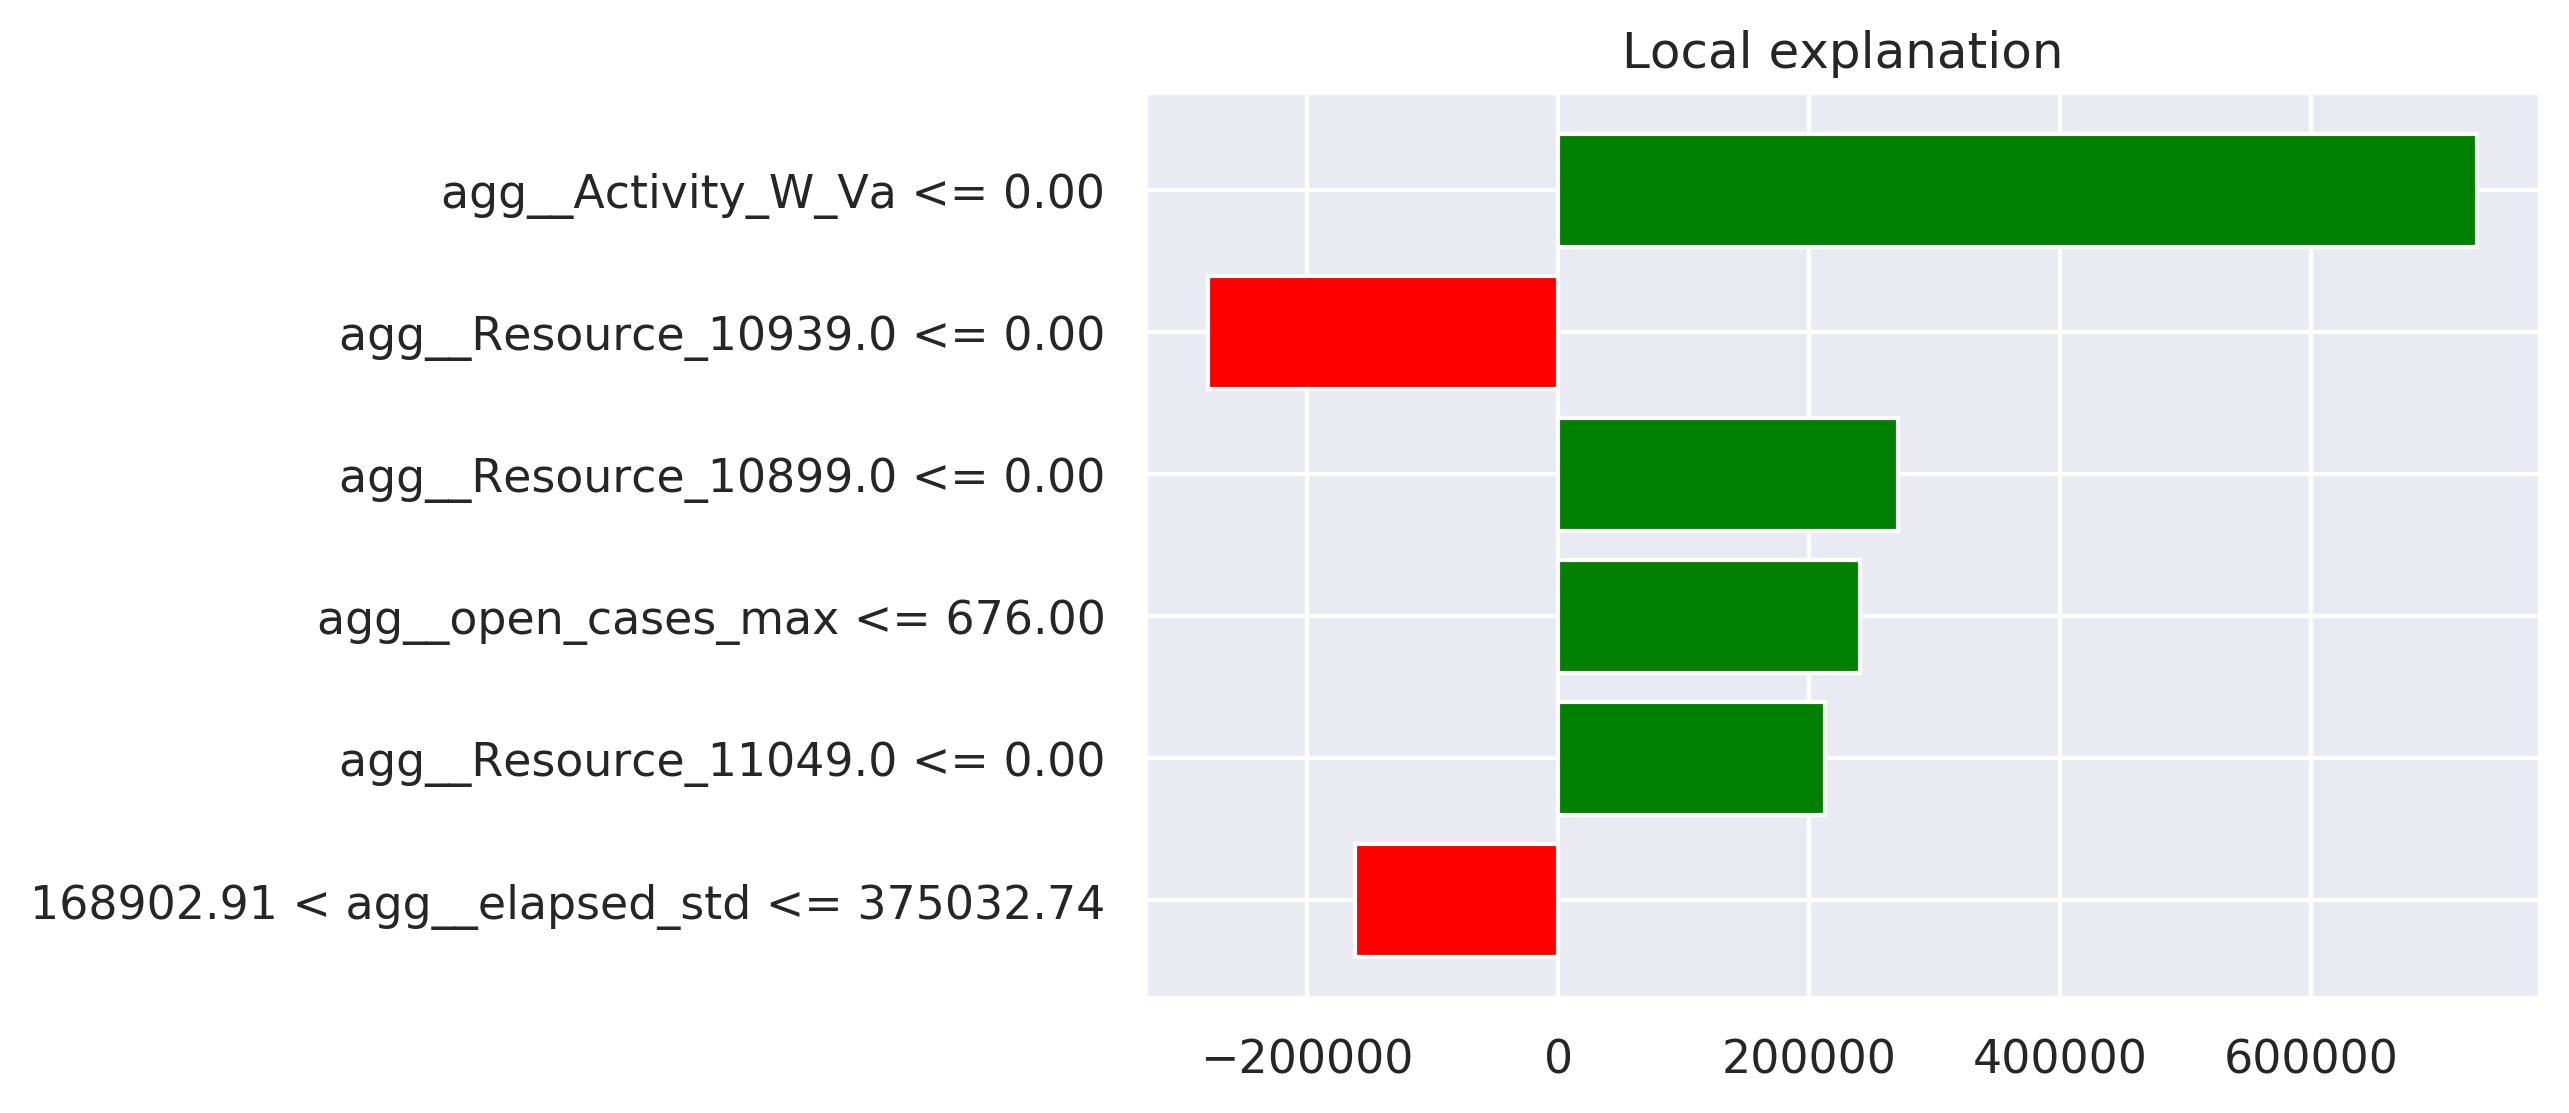 Local explanation
agg__Activity_W_Va <= 0.00
agg__Resource_10939.0 <= 0.00
agg__Resource_10899.0 <= 0.00
agg__open_cases_max <= 676.00
agg__Resource_11049.0 <= 0.00
168902.91 < agg__elapsed_std <= 375032.74
−200000 0 200000 400000 600000